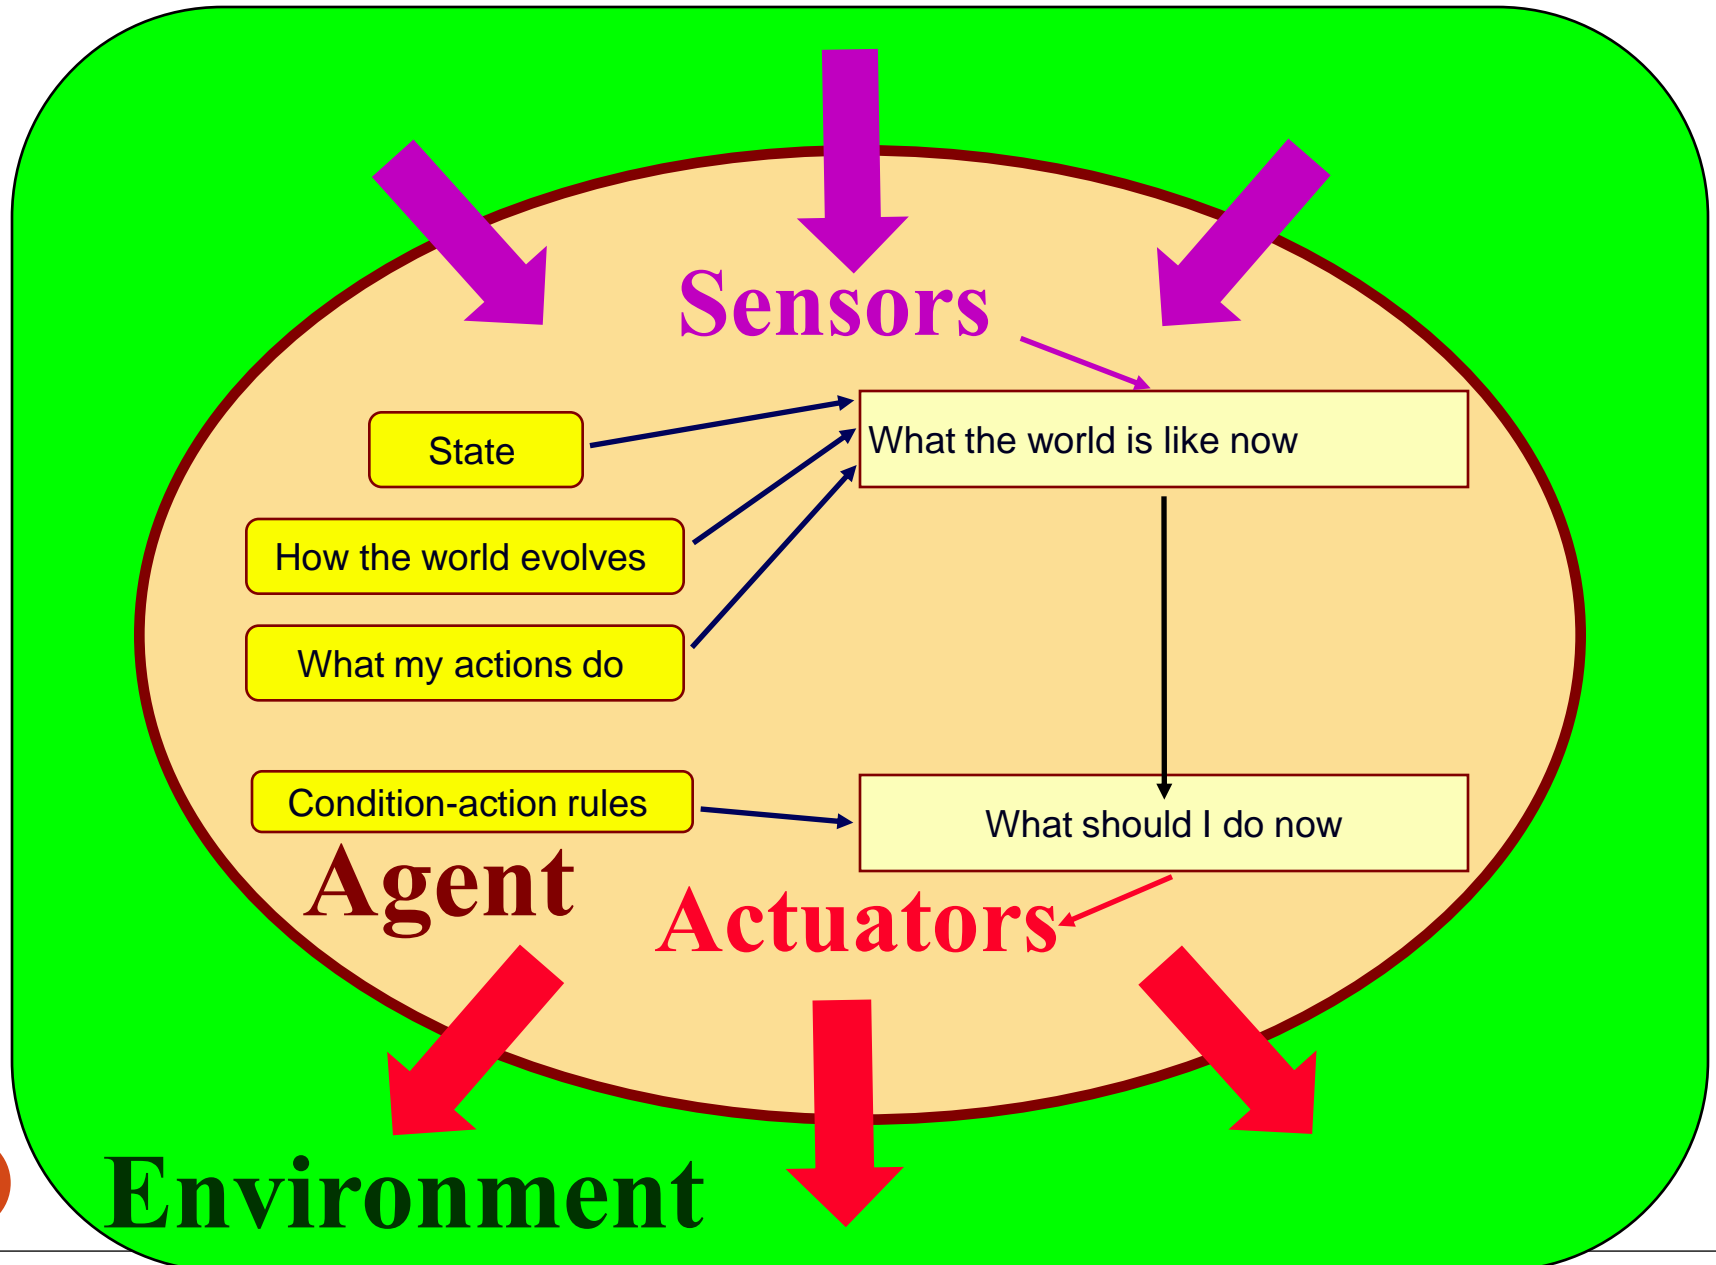 Sensors
State
What the world is like now
How the world evolves
What my actions do
Condition-action rules
What should I do now
Agent
Actuators
Environment